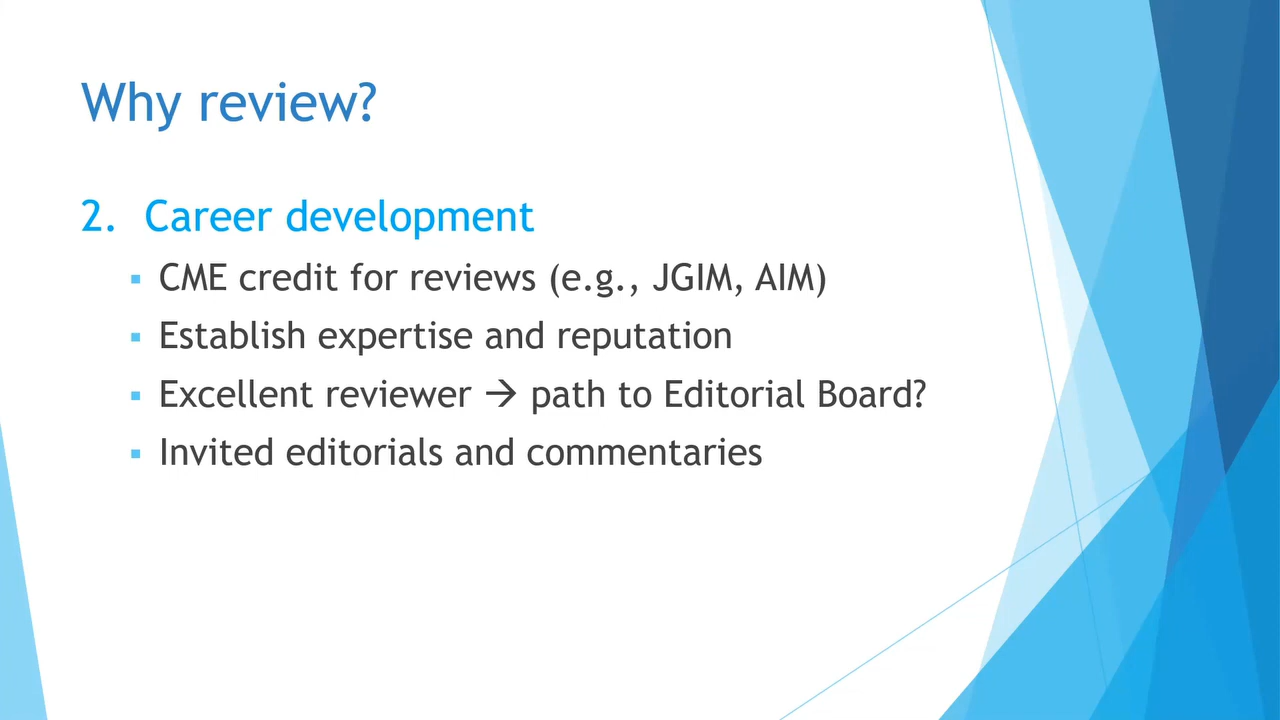 Why review?
2. Career development
▪ CME credit for reviews (e.g., JGIM, AIM)
▪ Establish expertise and reputation
▪ Excellent reviewer → path to Editorial Board?
▪ Invited editorials and commentaries